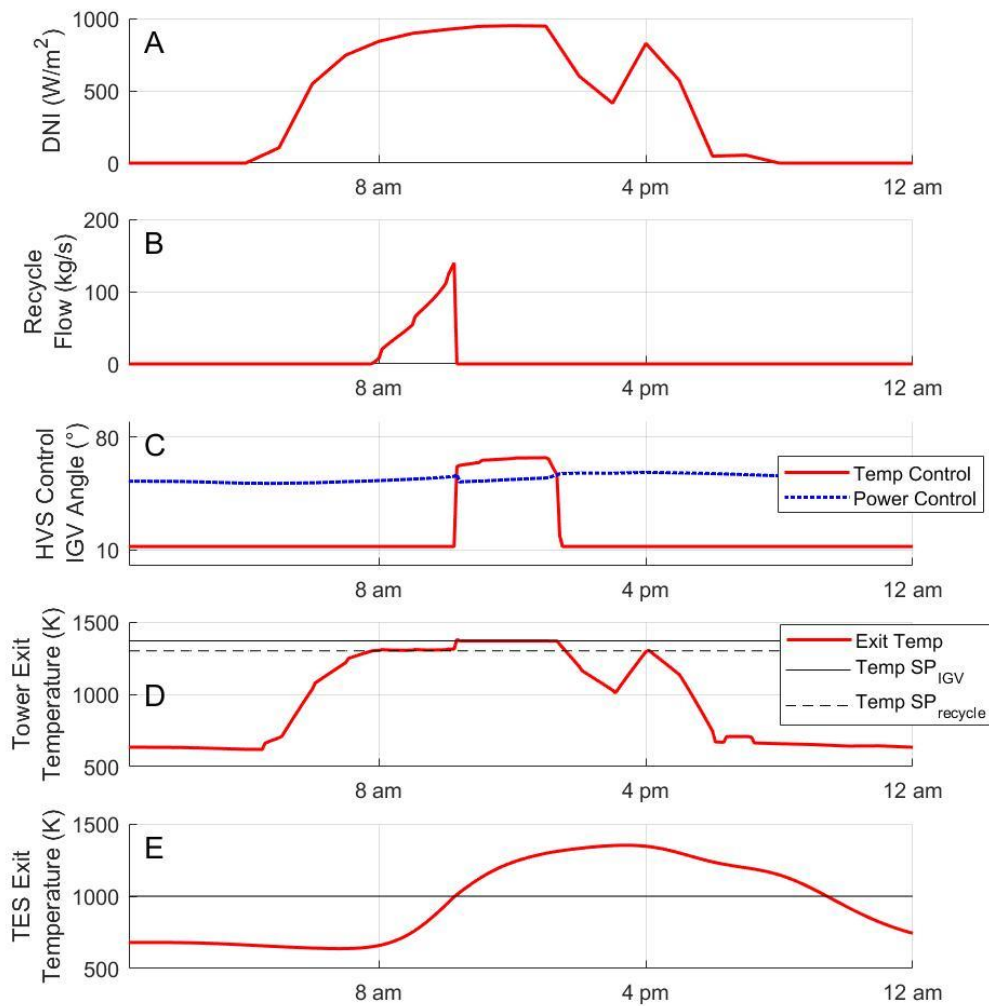 A
DNI (W/m2)
1000
500
0
8 am
4 pm
12 am
B
Recycle
Flow (kg/s)
200
100
0
8 am
4 pm
12 am
C
HVS Control
IGV Angle (°)
80
10
Temp Control
Power Control
8 am
4 pm
12 am
D
Tower Exit
Temperature (K)
1500
1000
500
Exit Temp
Temp SPIGV
Temp SPrecycle
8 am
4 pm
12 am
E
TES Exit
Temperature (K)
1500
1000
500
8 am
4 pm
12 am